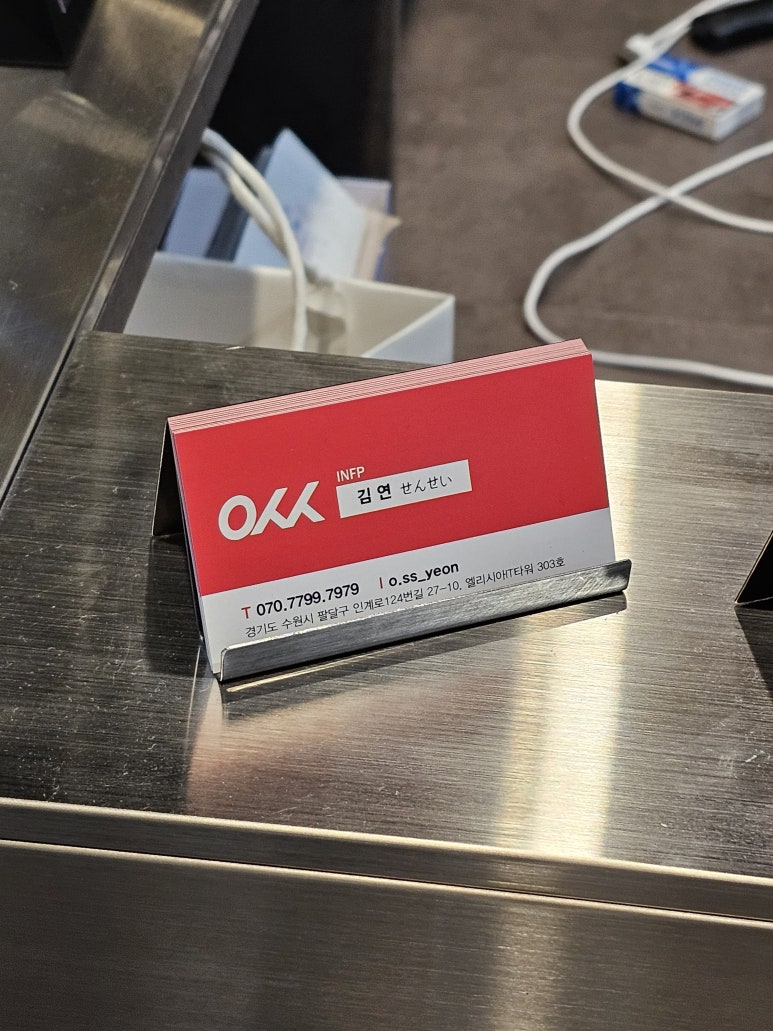 OKK
INFP
김 연 せんせい
T 070.7799.7979 I o.ss_yeon
경기도 수원시 팔달구 인계로124번길 27-10, 엘리시아IT타워 303호